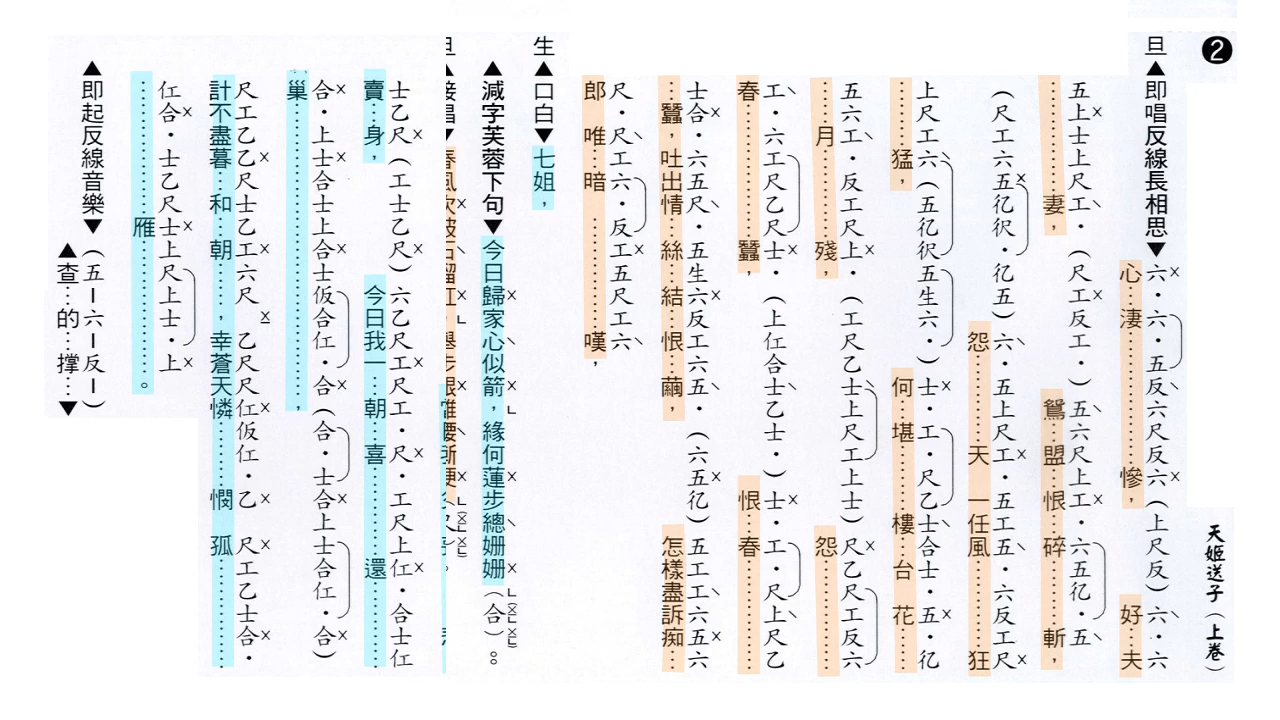 ❷
天姬送子(上卷)
旦▲即唱反線長相思▼六·六·五反六尺反六(上尺反)六·六
心淒………慘,好夫
五上士上尺工·(尺工反工·)五六尺上工·六五亿·五
………妻,鴛…盟恨…碎……斬,
(尺工六五亿伬·亿五)六·五上尺工·五工五·六反工尺
怨………天一任風………狂
上尺工六(五亿伬五生六·)士·工·尺乙士合士·五·亿
……猛,何…堪……樓…台花……
五六工·反工尺上·(工尺乙士上尺工上士)尺乙尺工反六
……月………殘,怨………
工·六工尺乙尺士·(上仜合士乙士·)士·工·尺上尺乙
春………蠶…恨…春………
士合·六五尺·五生六反工六五·(六五亿)五工工六五六
…蠶,吐出情…絲…結…恨…繭,怎樣盡訴痴…
尺·尺工六·反工五尺工六
郎唯…暗………嘆,
生▲口白▼七姐,
▲減字芙蓉下句▼今日歸家心似箭,緣何蓮步總姍姍(合)。
旦▲接唱▼
士乙尺(工士乙尺)六乙尺工尺工·尺·工尺上仜·合士仜
賣…身,今日我一…朝…喜………還………
合·上士合士上合士仮合仜·合(合·士合上士合仜·合)
巢………,
尺工乙乙尺士乙工六尺乙尺尺仜仮仜·乙尺工乙士合·
計不盡暮…和…朝……,幸蒼天憐………憫孤………
仜合·士乙尺士上尺上士·上
………雁………。
▲即起反線音樂▼(五-六-反-)
▲查…的…撐…▼